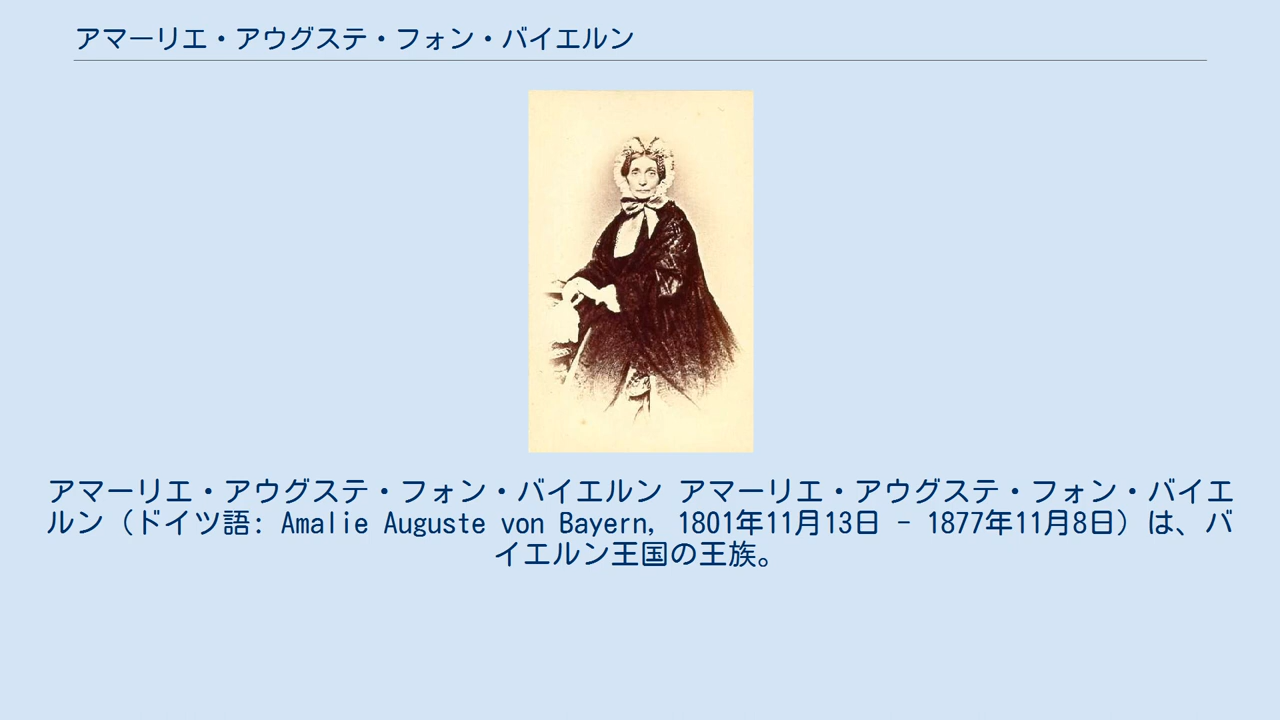 アマーリエ・アウグステ・フォン・バイエルン
アマーリエ・アウグステ・フォン・バイエルン アマーリエ・アウグステ・フォン・バイエ
ルン（ドイツ語: Amalie Auguste von Bayern, 1801年11月13日 - 1877年11月8日）は、バ
イエルン王国の王族。